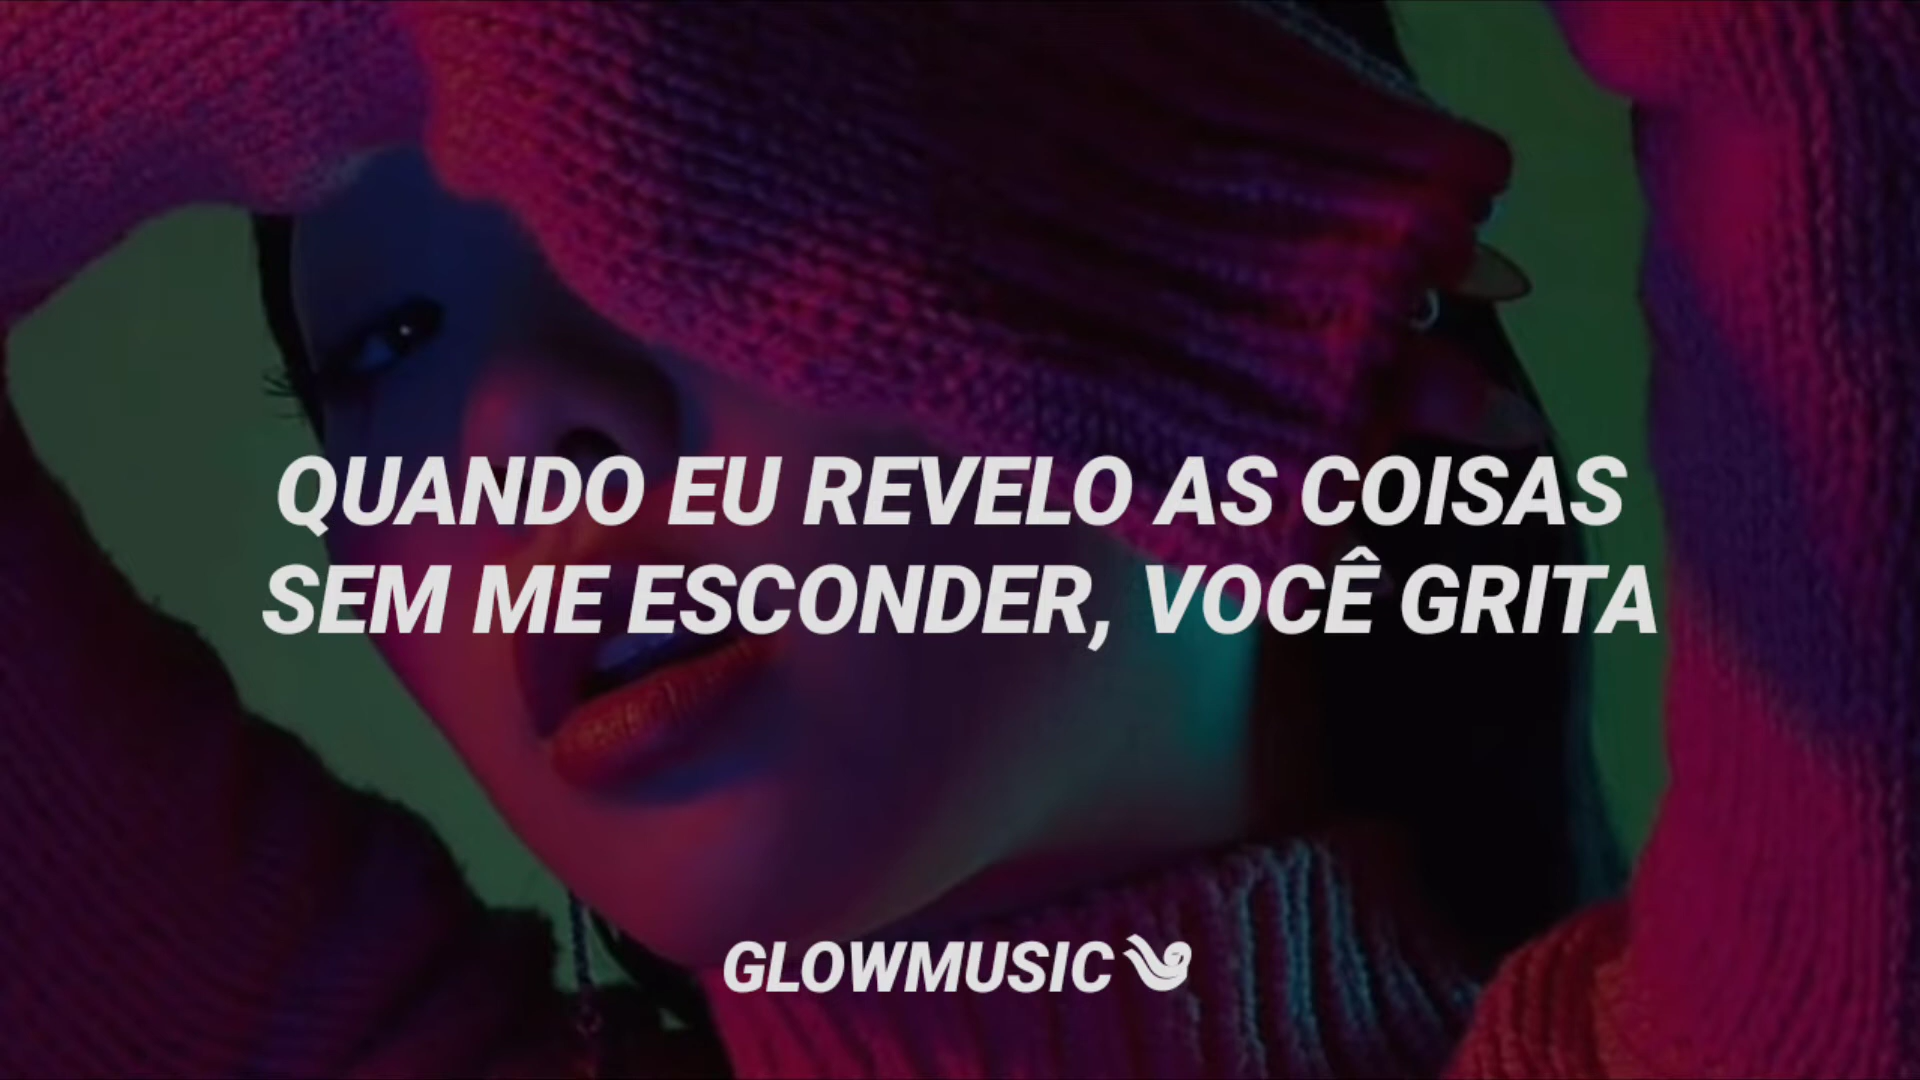 QUANDO EU REVELO AS COISAS
SEM ME ESCONDER, VOCÊ GRITA
GLOWMUSIC